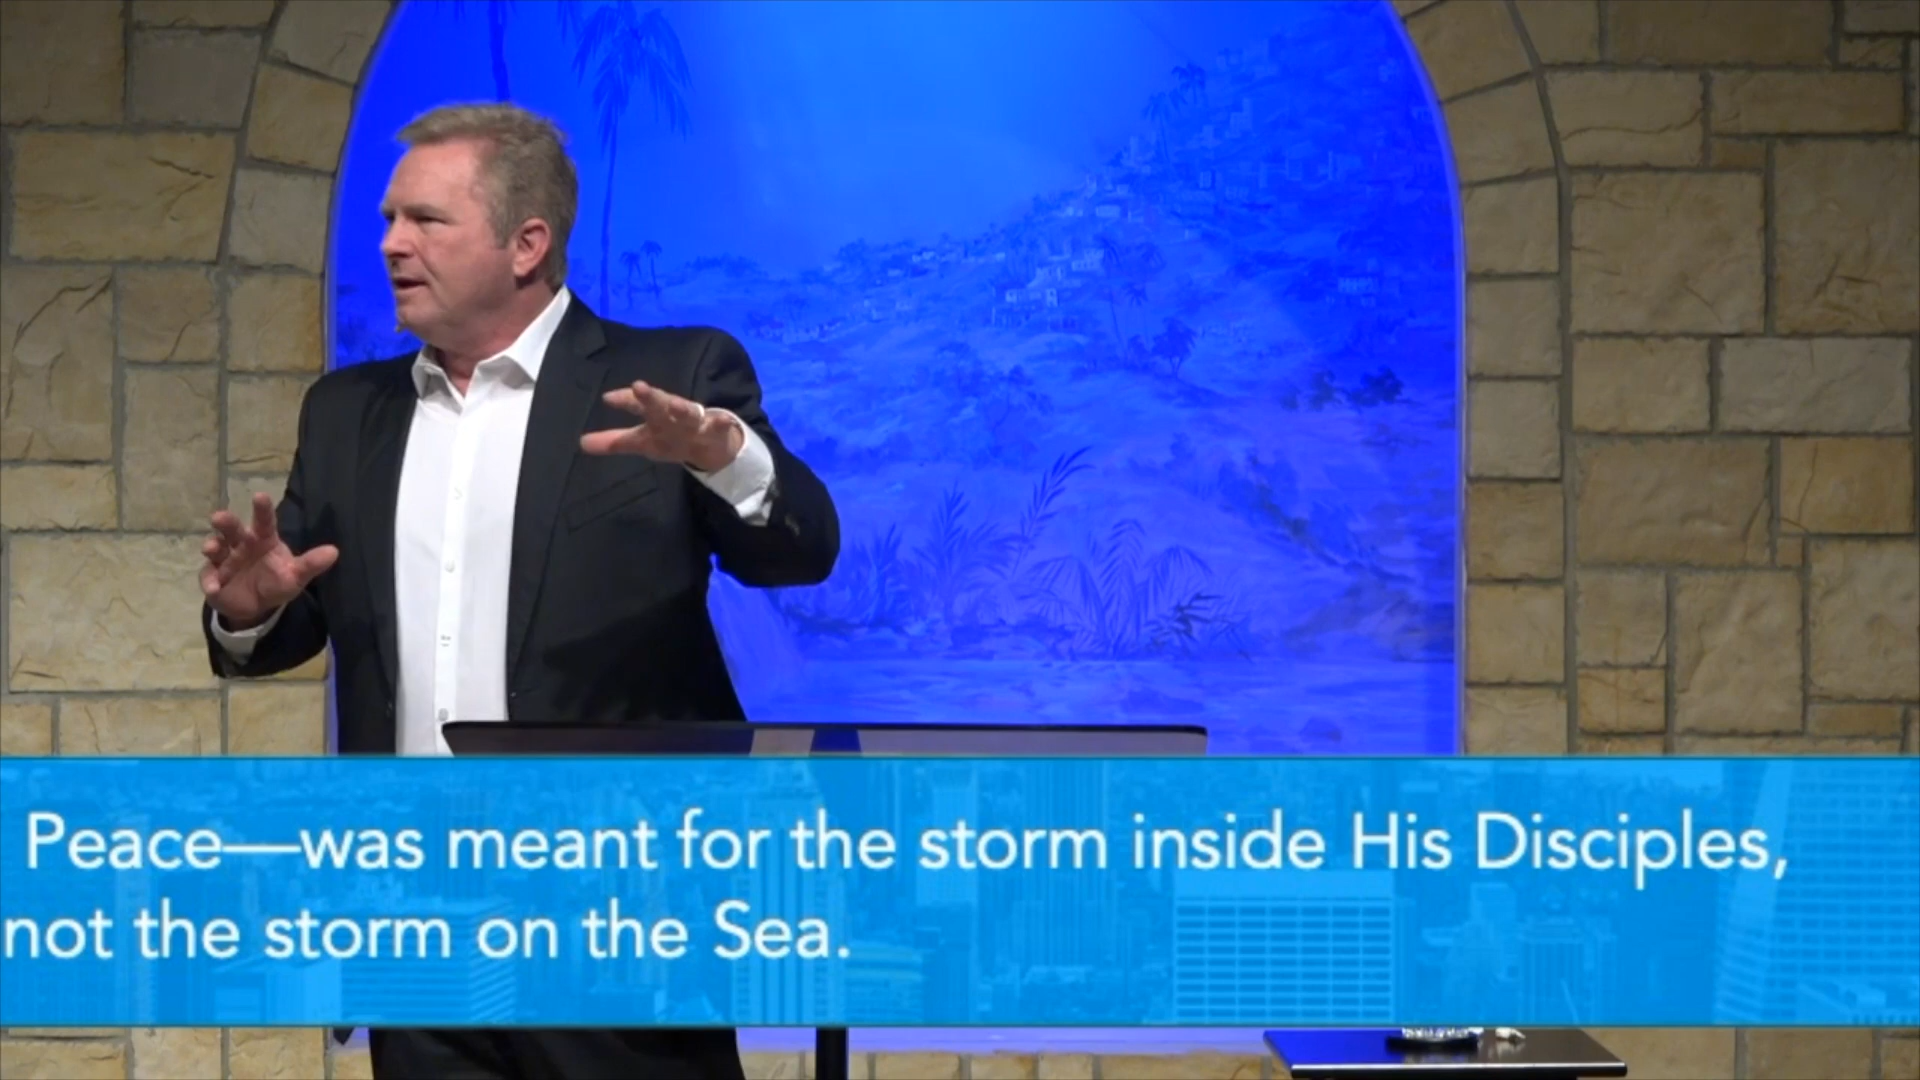 Peace—was meant for the storm inside His Disciples,
not the storm on the Sea.